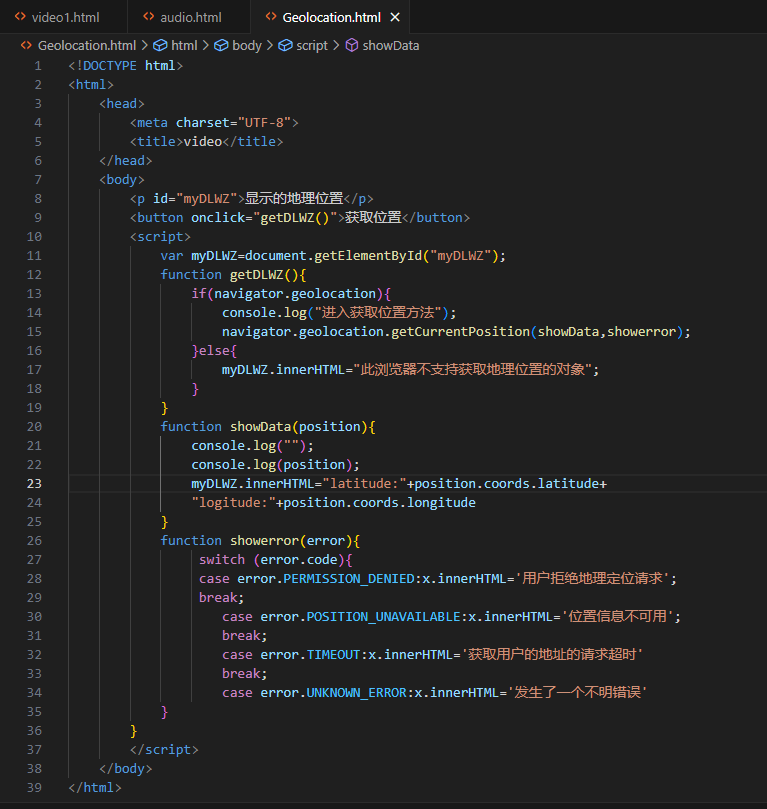 video1.html audio.html Geolocation.html
Geolocation.html > html > body > script > showData
1 <!DOCTYPE html>
2 <html>
3 <head>
4 <meta charset="UTF-8">
5 <title>video</title>
6 </head>
7 <body>
8 <p id="myDLWZ">显示的地理位置</p>
9 <button onclick="getDLWZ()">获取位置</button>
10 <script>
11 var myDLWZ=document.getElementById("myDLWZ");
12 function getDLWZ(){
13 if(navigator.geolocation){
14 console.log("进入获取位置方法");
15 navigator.geolocation.getCurrentPosition(showData,showerror);
16 }else{
17 myDLWZ.innerHTML="此浏览器不支持获取地理位置的对象";
18 }
19 }
20 function showData(position){
21 console.log("");
22 console.log(position);
23 myDLWZ.innerHTML="latitude:"+position.coords.latitude+
24 "logitude:"+position.coords.longitude
25 }
26 function showerror(error){
27 switch (error.code){
28 case error.PERMISSION_DENIED:x.innerHTML='用户拒绝地理定位请求';
29 break;
30 case error.POSITION_UNAVAILABLE:x.innerHTML='位置信息不可用';
31 break;
32 case error.TIMEOUT:x.innerHTML='获取用户的地址的请求超时'
33 break;
34 case error.UNKNOWN_ERROR:x.innerHTML='发生了一个不明错误'
35 }
36 }
37 </script>
38 </body>
39 </html>